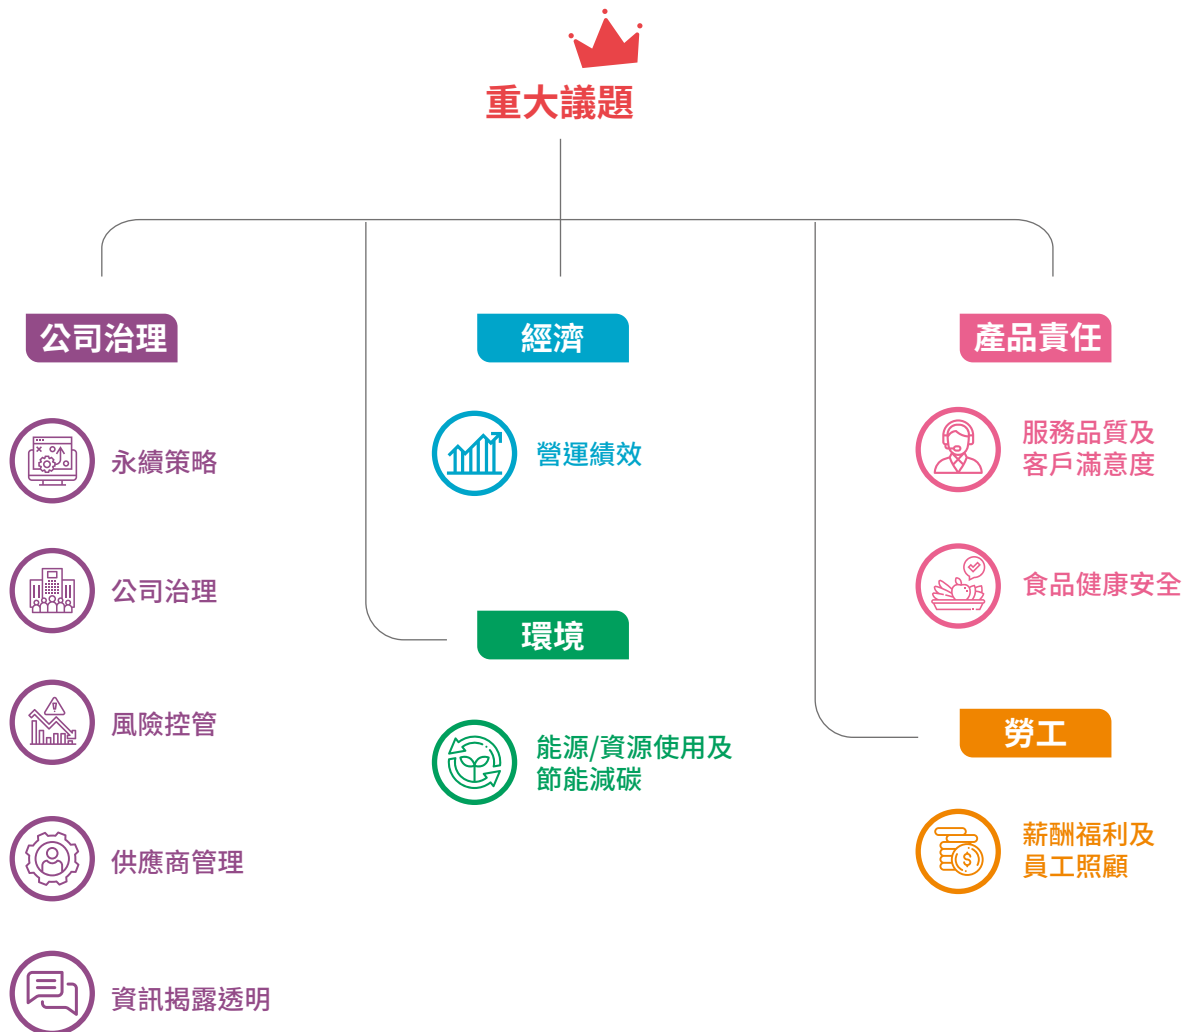 重大議題
公司治理
永續策略
公司治理
風險控管
供應商管理
資訊揭露透明
經濟
營運績效
環境
能源/資源使用及
節能減碳
產品責任
服務品質及
客戶滿意度
食品健康安全
勞工
薪酬福利及
員工照顧